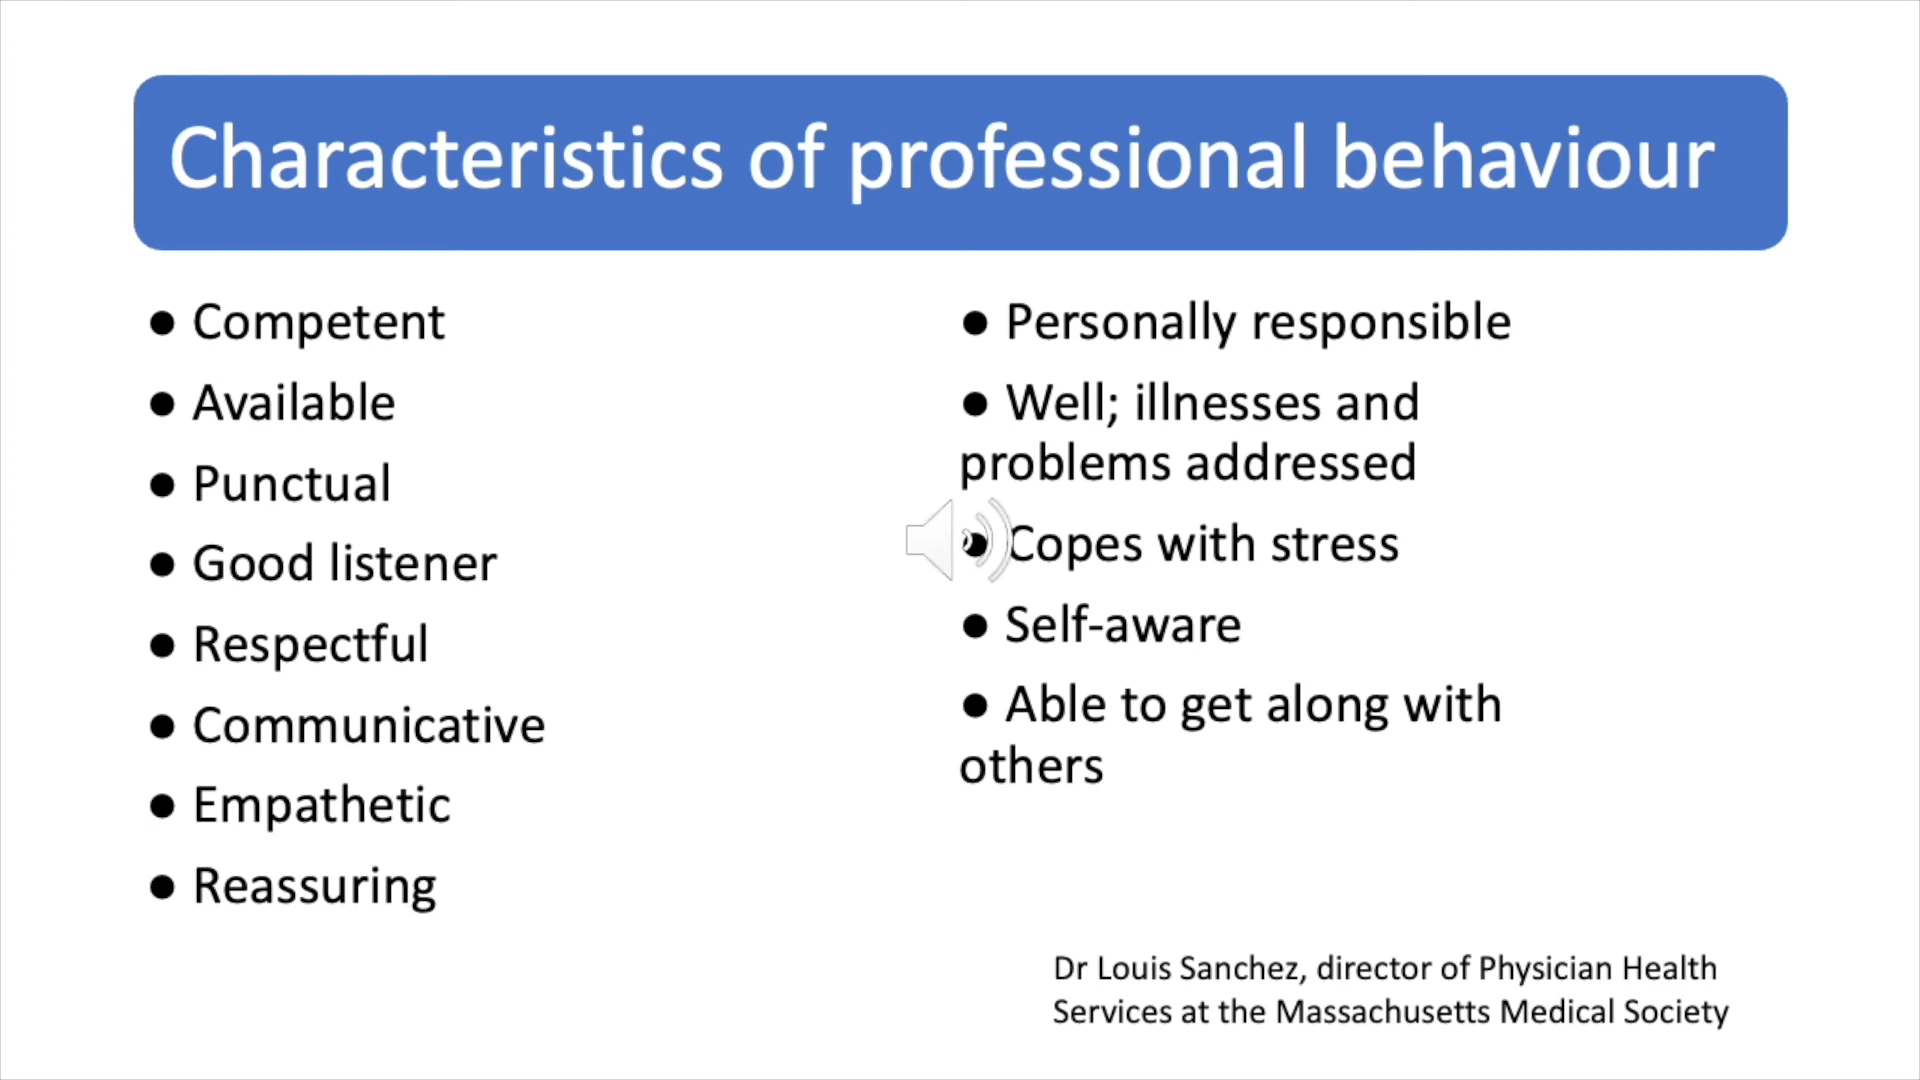 Characteristics of professional behaviour
● Competent
● Available
● Punctual
● Good listener
● Respectful
● Communicative
● Empathetic
● Reassuring
● Personally responsible
● Well; illnesses and
problems addressed
● Copes with stress
● Self-aware
● Able to get along with
others
Dr Louis Sanchez, director of Physician Health
Services at the Massachusetts Medical Society